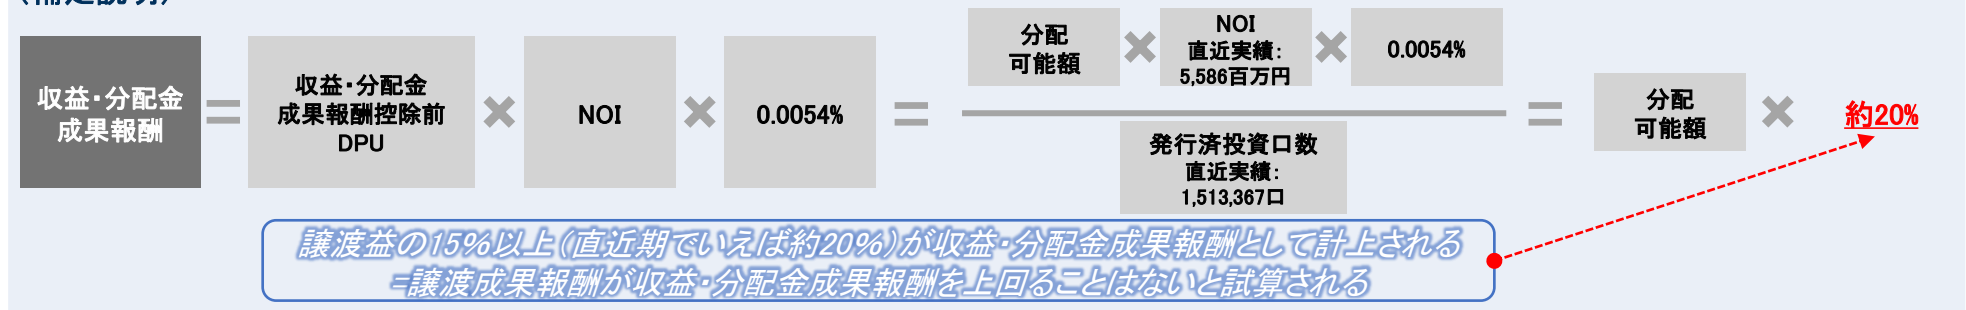 (補足説明)
収益・分配金
成果報酬
=
収益・分配金
成果報酬控除前
DPU
×
NOI
×
0.0054%
=
分配
可能額
×
NOI
直近実績:
5,586百万円
×
0.0054%
発行済投資口数
直近実績:
1,513,367口
=
分配
可能額
×
約20%
譲渡益の15%以上(直近期でいえば約20%)が収益・分配金成果報酬として計上される
=譲渡成果報酬が収益・分配金成果報酬を上回ることはないと試算される